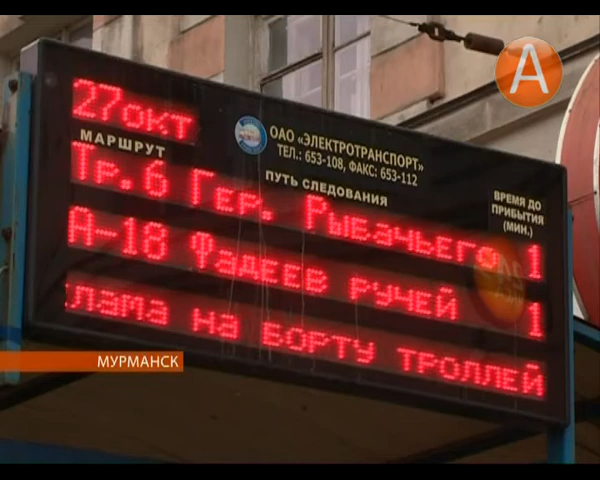 А
27окт
ОАО «ЭЛЕКТРОТРАНСПОРТ»
ТЕЛ.: 653-108, ФАКС: 653-112
МАРШРУТ
ПУТЬ СЛЕДОВАНИЯ
ВРЕМЯ ДО
ПРИБЫТИЯ
(МИН.)
Тр.6 Гер. Рыбачьего 1
А-18 Фадеев ручей 1
клама на борту троллей
МУРМАНСК